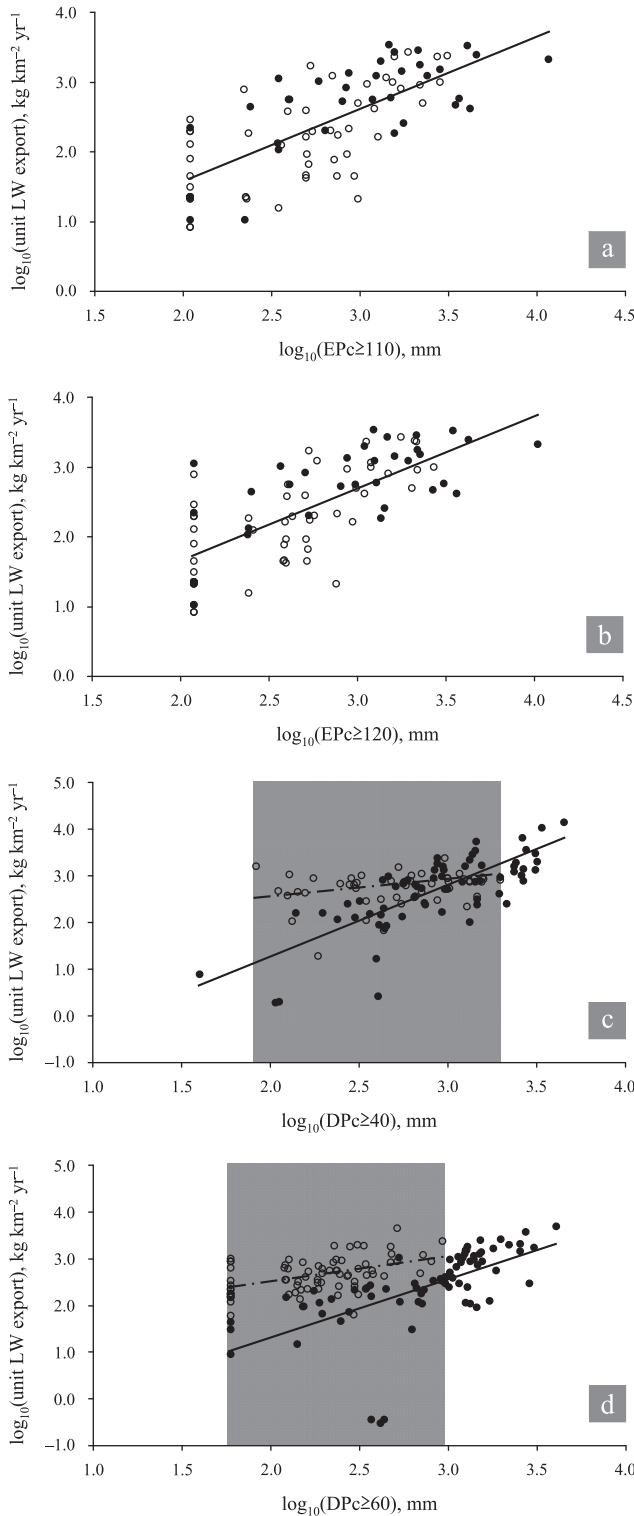 4.0
3.0
2.0
1.0
0.0
log₁₀(unit LW export), kg km⁻² yr⁻¹
a
1.5 2.0 2.5 3.0 3.5 4.0 4.5
log₁₀(EPc≥110), mm
4.0
3.0
2.0
1.0
0.0
log₁₀(unit LW export), kg km⁻² yr⁻¹
b
1.5 2.0 2.5 3.0 3.5 4.0 4.5
log₁₀(EPc≥120), mm
5.0
4.0
3.0
2.0
1.0
0.0
–1.0
log₁₀(unit LW export), kg km⁻² yr⁻¹
c
1.0 1.5 2.0 2.5 3.0 3.5 4.0
log₁₀(DPc≥40), mm
5.0
4.0
3.0
2.0
1.0
0.0
–1.0
log₁₀(unit LW export), kg km⁻² yr⁻¹
d
1.0 1.5 2.0 2.5 3.0 3.5 4.0
log₁₀(DPc≥60), mm